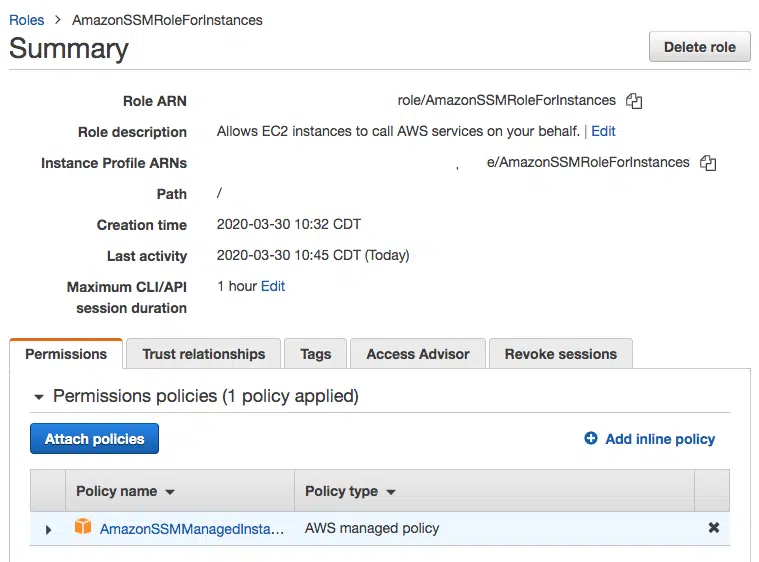 Roles > AmazonSSMRoleForInstances
Summary
Delete role
Role ARN role/AmazonSSMRoleForInstances
Role description Allows EC2 instances to call AWS services on your behalf. | Edit
Instance Profile ARNs , e/AmazonSSMRoleForInstances
Path /
Creation time 2020-03-30 10:32 CDT
Last activity 2020-03-30 10:45 CDT (Today)
Maximum CLI/API
session duration
1 hour Edit
Permissions Trust relationships Tags Access Advisor Revoke sessions
Permissions policies (1 policy applied)
Attach policies Add inline policy
Policy name Policy type
AmazonSSMManagedInsta... AWS managed policy